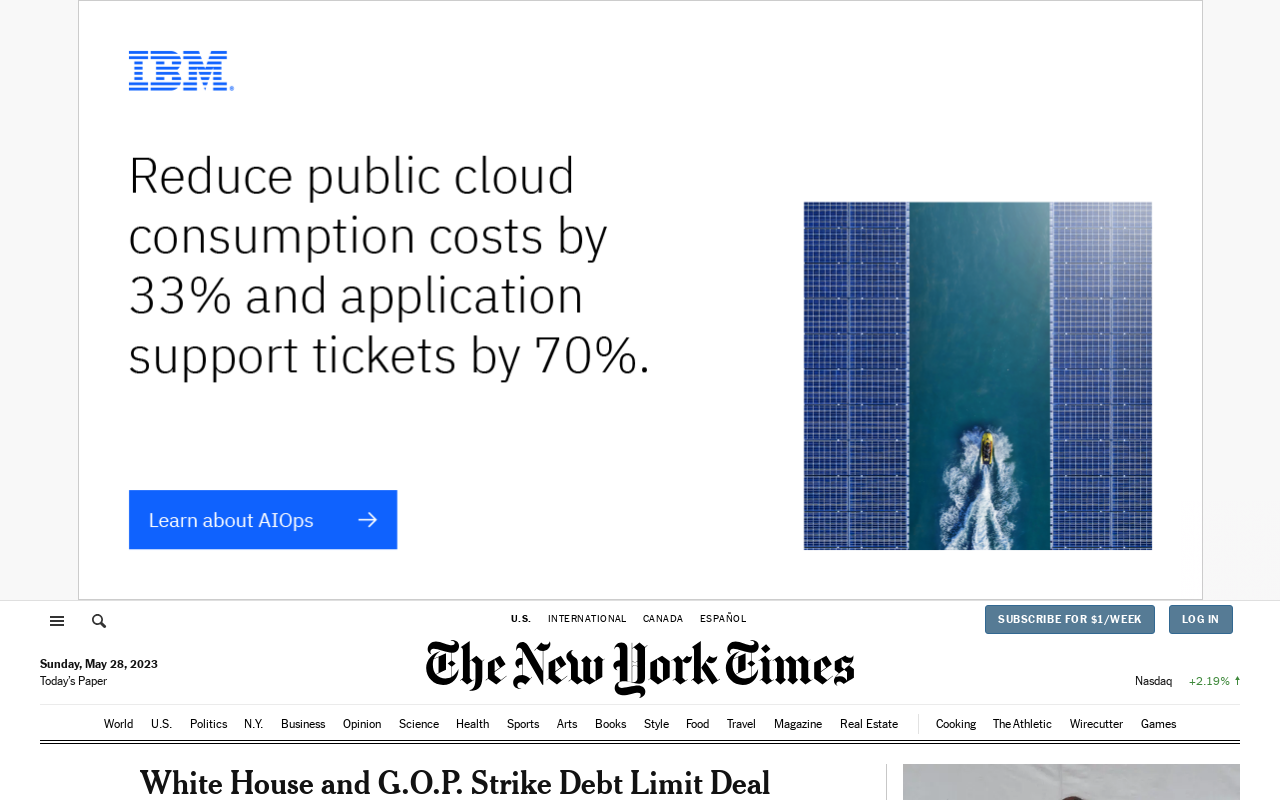 IBM®
Reduce public cloud
consumption costs by
33% and application
support tickets by 70%.
Learn about AIOps →
U.S. INTERNATIONAL CANADA ESPAÑOL
SUBSCRIBE FOR $1/WEEK LOG IN
The New York Times
Sunday, May 28, 2023
Today's Paper
Nasdaq +2.19% ↑
World U.S. Politics N.Y. Business Opinion Science Health Sports Arts Books Style Food Travel Magazine Real Estate Cooking The Athletic Wirecutter Games
White House and G.O.P. Strike Debt Limit Deal